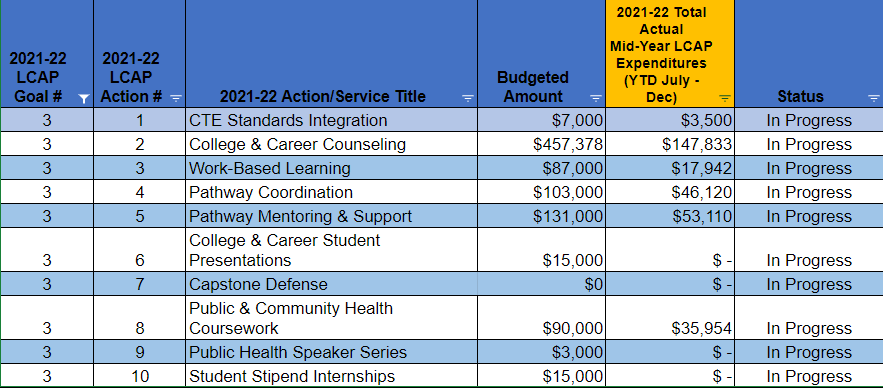 2021-22 LCAP Goal # | 2021-22 LCAP Action # | 2021-22 Action/Service Title | Budgeted Amount | 2021-22 Total Actual Mid-Year LCAP Expenditures (YTD July - Dec) | Status
3 | 1 | CTE Standards Integration | $7,000 | $3,500 | In Progress
3 | 2 | College & Career Counseling | $457,378 | $147,833 | In Progress
3 | 3 | Work-Based Learning | $87,000 | $17,942 | In Progress
3 | 4 | Pathway Coordination | $103,000 | $46,120 | In Progress
3 | 5 | Pathway Mentoring & Support | $131,000 | $53,110 | In Progress
3 | 6 | College & Career Student Presentations | $15,000 | $ - | In Progress
3 | 7 | Capstone Defense | $0 | $ - | In Progress
3 | 8 | Public & Community Health Coursework | $90,000 | $35,954 | In Progress
3 | 9 | Public Health Speaker Series | $3,000 | $ - | In Progress
3 | 10 | Student Stipend Internships | $15,000 | $ - | In Progress